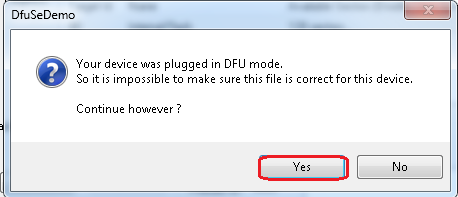 DfuSeDemo
Your device was plugged in DFU mode.
So it is impossible to make sure this file is correct for this device.
Continue however ?
Yes
No